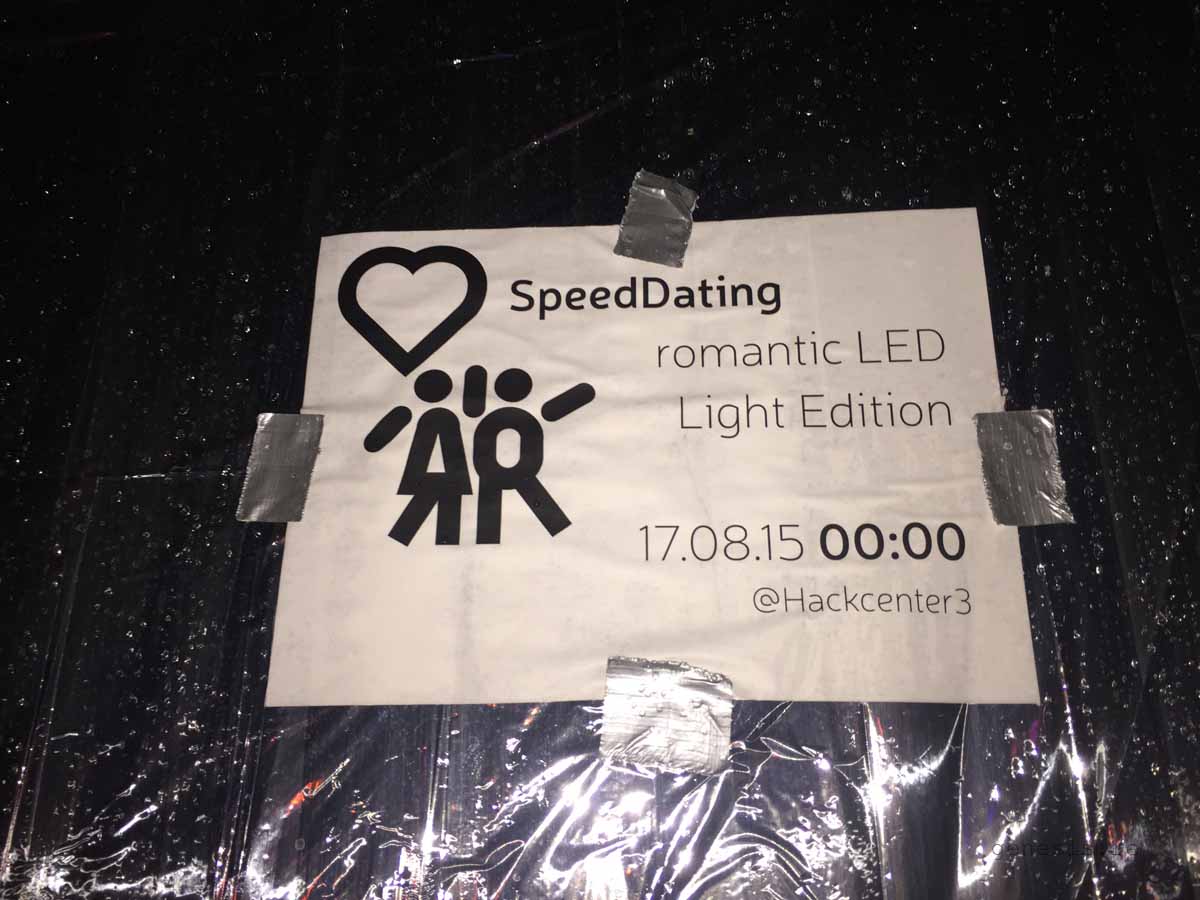 SpeedDating
romantic LED
Light Edition
17.08.15 00:00
@Hackcenter3